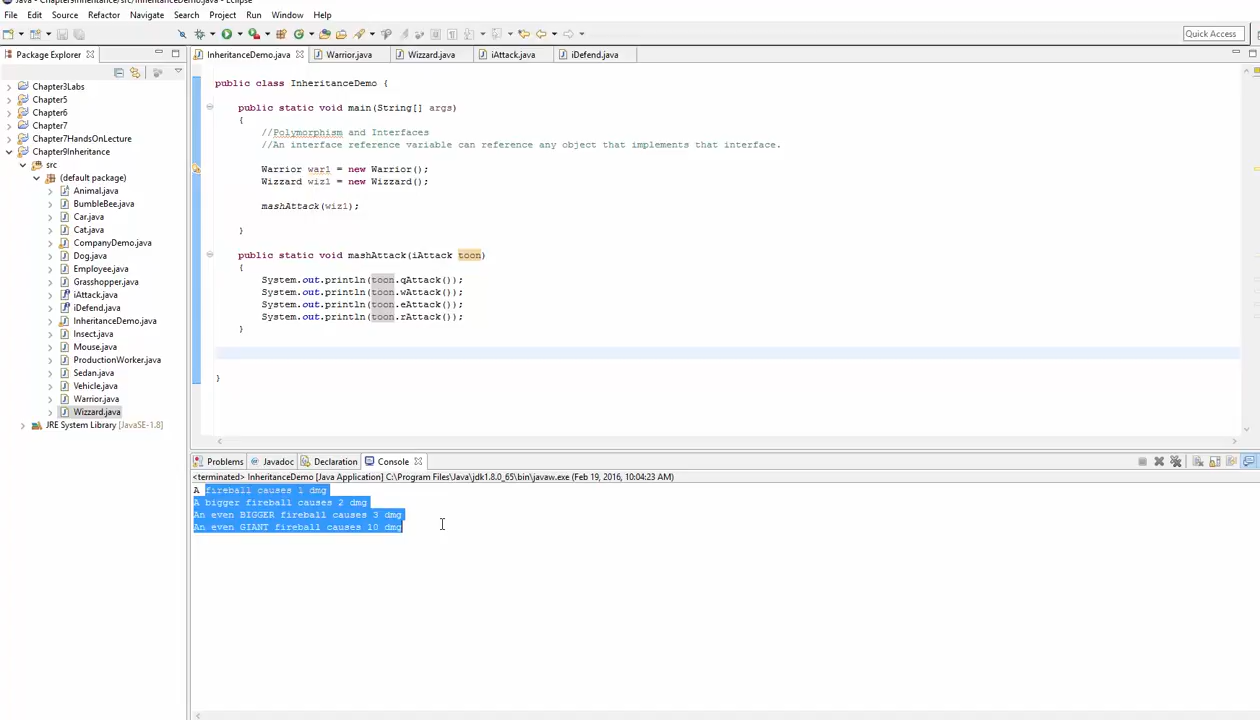 Java - Chapter9Inheritance/src/InheritanceDemo.java - Eclipse
File Edit Source Refactor Navigate Search Project Run Window Help
Quick Access
Package Explorer
InheritanceDemo.java Warrior.java Wizzard.java iAttack.java iDefend.java
Chapter3Labs
Chapter5
Chapter6
Chapter7
Chapter7HandsOnLecture
Chapter9Inheritance
src
(default package)
Animal.java
BumbleBee.java
Car.java
Cat.java
CompanyDemo.java
Dog.java
Employee.java
Grasshopper.java
iAttack.java
iDefend.java
InheritanceDemo.java
Insect.java
Mouse.java
ProductionWorker.java
Sedan.java
Vehicle.java
Warrior.java
Wizzard.java
JRE System Library [JavaSE-1.8]
public class InheritanceDemo {
public static void main(String[] args)
{
//Polymorphism and Interfaces
//An interface reference variable can reference any object that implements that interface.
Warrior war1 = new Warrior();
Wizzard wiz1 = new Wizzard();
mashAttack(wiz1);
}
public static void mashAttack(iAttack toon)
{
System.out.println(toon.qAttack());
System.out.println(toon.wAttack());
System.out.println(toon.eAttack());
System.out.println(toon.rAttack());
}
}
Problems Javadoc Declaration Console
<terminated> InheritanceDemo [Java Application] C:\Program Files\Java\jdk1.8.0_65\bin\javaw.exe (Feb 19, 2016, 10:04:23 AM)
A fireball causes 1 dmg
A bigger fireball causes 2 dmg
An even BIGGER fireball causes 3 dmg
An even GIANT fireball causes 10 dmg